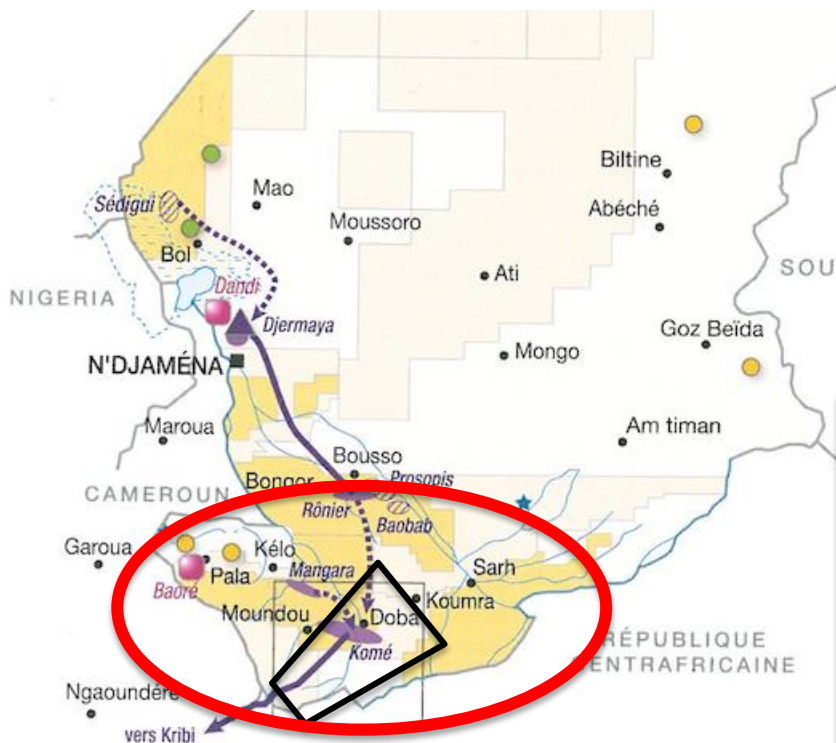 Biltine
Mao
Sédigui
Abéché
Moussoro
Bol
Ati
SOU
Dandi
NIGERIA
Djermaya
Goz Beïda
N'DJAMÉNA
Mongo
Maroua
Am timan
Bousso
Bongor
Prosopis
CAMEROUN
Rônier
Baobab
Garoua
Kélo
Pala
Mangara
Sarh
Baoré
Koumra
Moundou
Doba
RÉPUBLIQUE
Komé
CENTRAFRICAINE
Ngaoundéré
vers Kribi